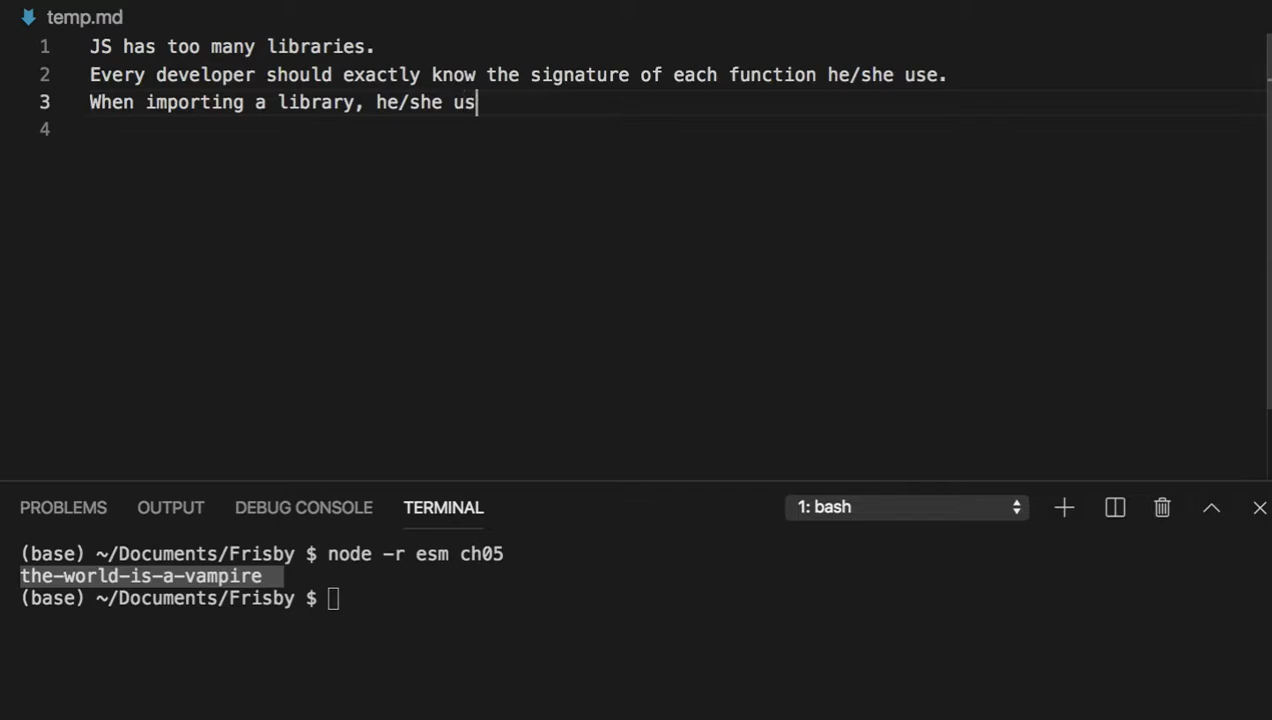 temp.md
1 JS has too many libraries.
2 Every developer should exactly know the signature of each function he/she use.
3 When importing a library, he/she us
4
PROBLEMS OUTPUT DEBUG CONSOLE TERMINAL 1: bash
(base) ~/Documents/Frisby $ node -r esm ch05
the-world-is-a-vampire
(base) ~/Documents/Frisby $